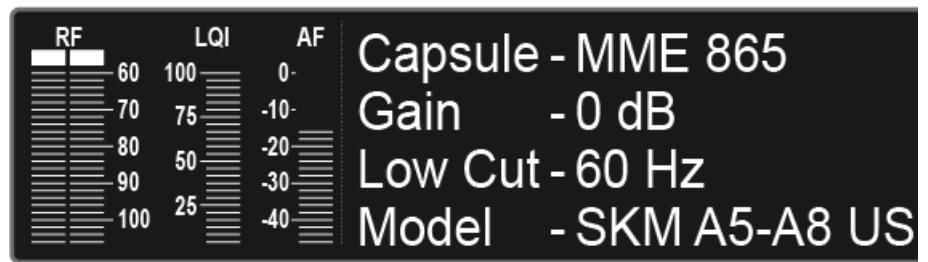 RF LQI AF
60 100 0
70 75 -10
80 50 -20
90 25 -30
100 -40
Capsule - MME 865
Gain - 0 dB
Low Cut - 60 Hz
Model - SKM A5-A8 US